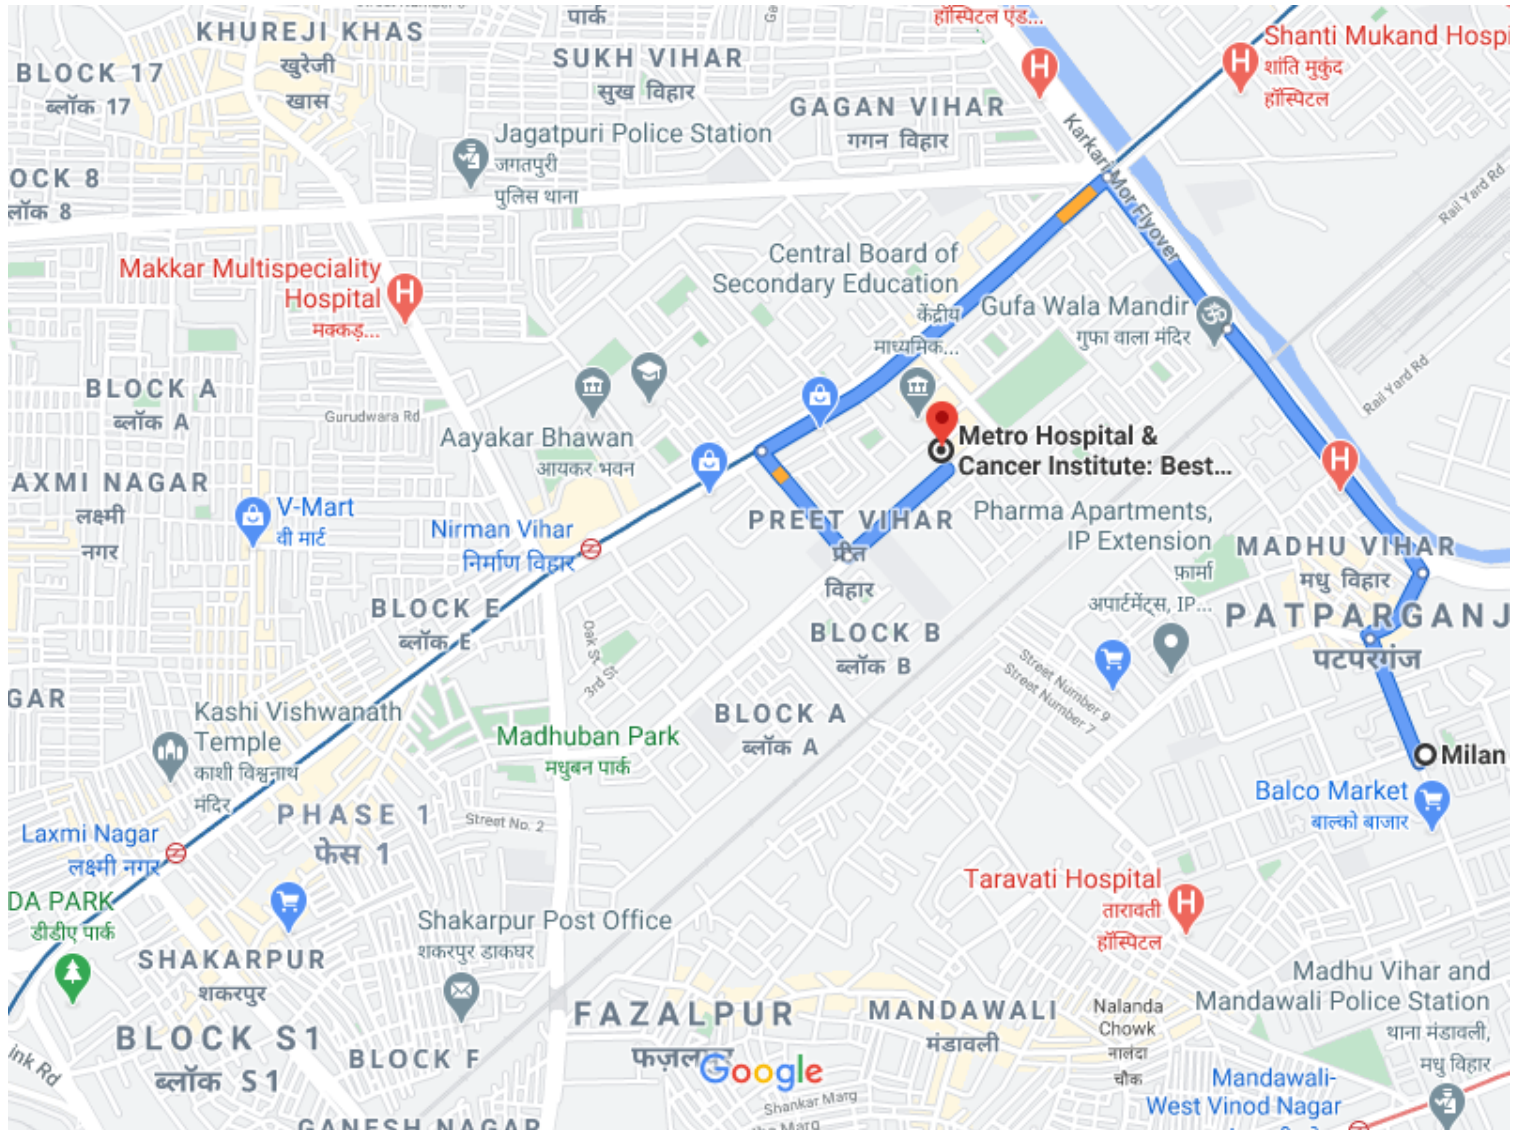 पार्क
KHUREJI KHAS
खुरेजी
खास
BLOCK 17
ब्लॉक 17
SUKH VIHAR
सुख विहार
हॉस्पिटल एंड...
Shanti Mukand Hospi
शांति मुकुंद
हॉस्पिटल
GAGAN VIHAR
गगन विहार
Jagatpuri Police Station
जगतपुरी
पुलिस थाना
Karkari Mor Flyover
Rail Yard Rd
OCK 8
लॉक 8
Makkar Multispeciality
Hospital
मक्कड़...
Central Board of
Secondary Education
केंद्रीय
माध्यमिक...
Gufa Wala Mandir
गुफा वाला मंदिर
Rail Yard Rd
BLOCK A
ब्लॉक A
Gurudwara Rd
Aayakar Bhawan
आयकर भवन
Metro Hospital &
Cancer Institute: Best...
AXMI NAGAR
लक्ष्मी
नगर
V-Mart
वी मार्ट
Nirman Vihar
निर्माण विहार
PREET VIHAR
प्रीत
विहार
Pharma Apartments,
IP Extension
फ़ार्मा
अपार्टमेंट्स, IP...
MADHU VIHAR
मधु विहार
PATPARGANJ
पटपरगंज
BLOCK E
ब्लॉक E
Oak St.
3rd St
BLOCK B
ब्लॉक B
Street Number 9
Street Number 7
GAR
Kashi Vishwanath
Temple
काशी विश्वनाथ
मंदिर
Madhuban Park
मधुबन पार्क
BLOCK A
ब्लॉक A
Milan
Balco Market
बाल्को बाजार
PHASE 1
फेस 1
Street No. 2
Laxmi Nagar
लक्ष्मी नगर
DA PARK
डीडीए पार्क
Taravati Hospital
तारावती
हॉस्पिटल
Shakarpur Post Office
शकरपुर डाकघर
SHAKARPUR
शकरपुर
Madhu Vihar and
Mandawali Police Station
थाना मंडावली,
मधु विहार
FAZALPUR
MANDAWALI
मंडावली
Nalanda
Chowk
नालंदा
चौक
BLOCK S1
ब्लॉक S1
BLOCK F
ink Rd
Google
Mandawali-
West Vinod Nagar
Shankar Marg
Marg
GANESH NAGAR